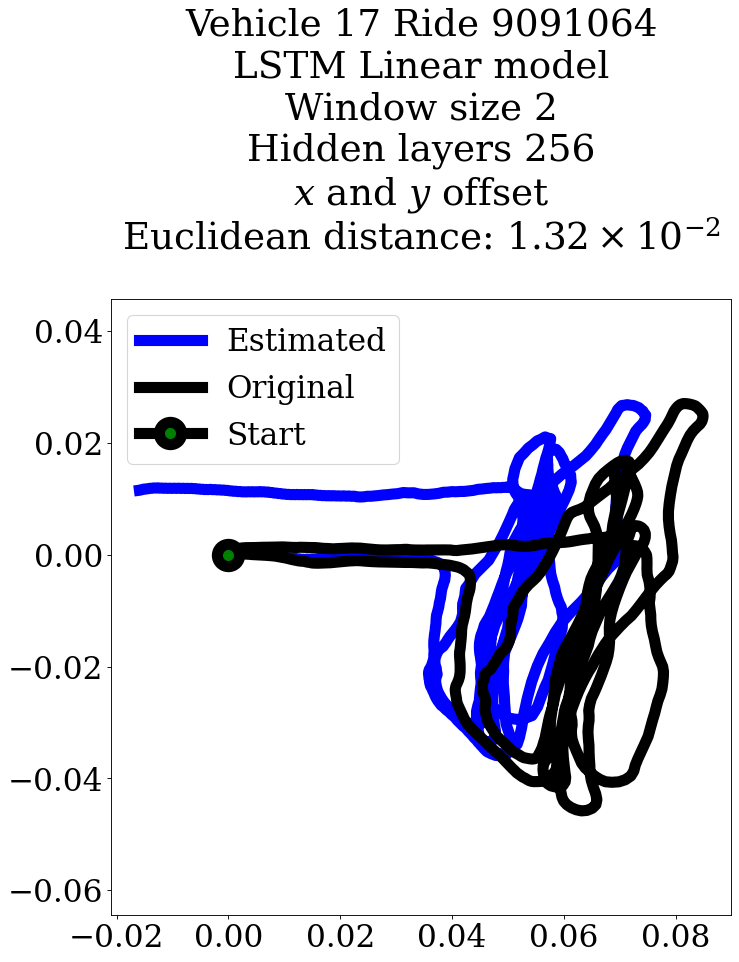 Vehicle 17 Ride 9091064
LSTM Linear model
Window size 2
Hidden layers 256
x and y offset
Euclidean distance: 1.32 × 10⁻²
Estimated
Original
Start
0.04
0.02
0.00
−0.02
−0.04
−0.06
−0.02 0.00 0.02 0.04 0.06 0.08